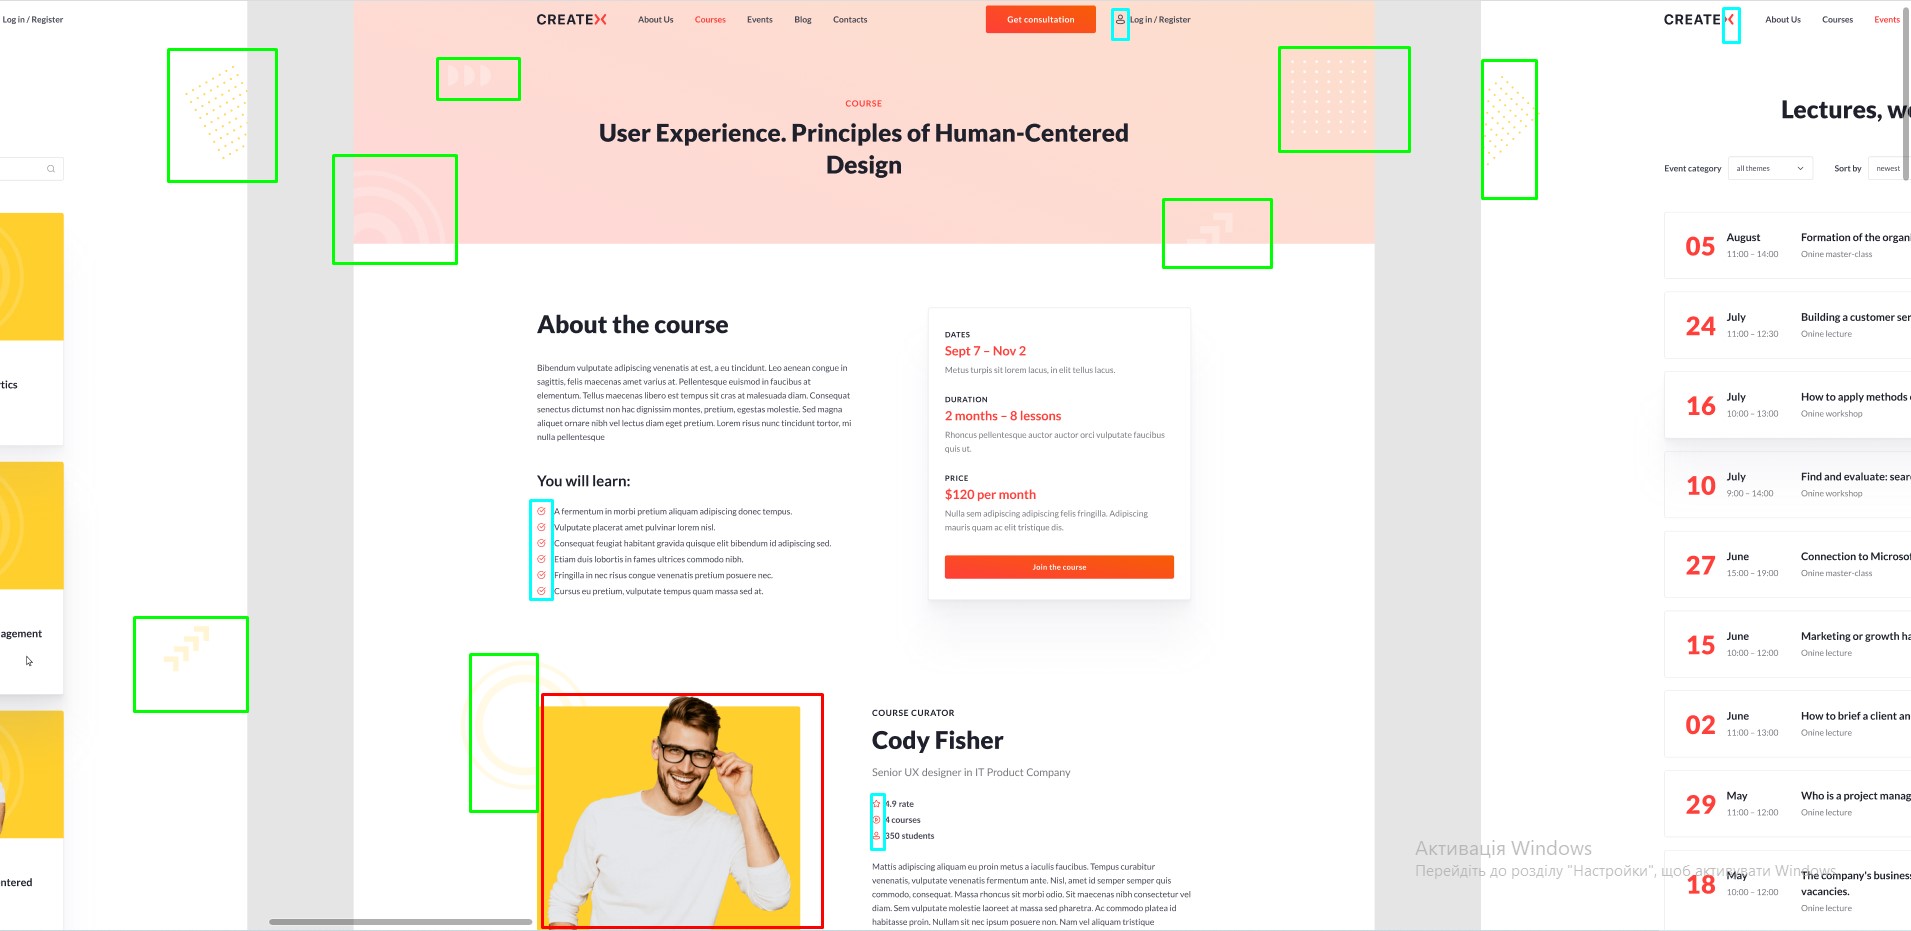 Log in / Register
tics
agement
ntered
CREATEX
About Us
Courses
Events
Blog
Contacts
Get consultation
Log in / Register
COURSE
User Experience. Principles of Human-Centered
Design
About the course
Bibendum vulputate adipiscing venenatis at est, a eu tincidunt. Leo aenean congue in
sagittis, felis maecenas amet varius at. Pellentesque euismod in faucibus at
elementum. Tellus maecenas libero est tempus sit cras at malesuada diam. Consequat
senectus dictumst non hac dignissim montes, pretium, egestas molestie. Sed magna
aliquet ornare nibh vel lectus diam eget pretium. Lorem risus nunc tincidunt tortor, mi
nulla pellentesque
You will learn:
A fermentum in morbi pretium aliquam adipiscing donec tempus.
Vulputate placerat amet pulvinar lorem nisl.
Consequat feugiat habitant gravida quisque elit bibendum id adipiscing sed.
Etiam duis lobortis in fames ultrices commodo nibh.
Fringilla in nec risus congue venenatis pretium posuere nec.
Cursus eu pretium, vulputate tempus quam massa sed at.
DATES
Sept 7 – Nov 2
Metus turpis sit lorem lacus, in elit tellus lacus.
DURATION
2 months – 8 lessons
Rhoncus pellentesque auctor auctor orci vulputate faucibus
quis ut.
PRICE
$120 per month
Nulla sem adipiscing adipiscing felis fringilla. Adipiscing
mauris quam ac elit tristique dis.
Join the course
COURSE CURATOR
Cody Fisher
Senior UX designer in IT Product Company
4.9 rate
4 courses
350 students
Mattis adipiscing aliquam eu proin metus a iaculis faucibus. Tempus curabitur
venenatis, vulputate venenatis fermentum ante. Nisl, amet id semper semper quis
commodo, consequat. Massa rhoncus sit morbi odio. Sit maecenas nibh consectetur vel
diam. Sem vulputate molestie laoreet at massa sed pharetra. Ac commodo platea id
habitasse proin. Nullam sit nec ipsum posuere non. Nam vel aliquam tristique
CREATEX
About Us
Courses
Events
Lectures, w
Event category
all themes
Sort by
newest
05
August
11:00 – 14:00
Formation of the organi
Onine master-class
24
July
11:00 – 12:30
Building a customer ser
Onine lecture
16
July
10:00 – 13:00
How to apply methods
Onine workshop
10
July
9:00 – 14:00
Find and evaluate: sear
Onine workshop
27
June
15:00 – 19:00
Connection to Microsof
Onine master-class
15
June
10:00 – 12:00
Marketing or growth ha
Onine lecture
02
June
11:00 – 13:00
How to brief a client an
Onine lecture
29
May
11:00 – 12:00
Who is a project manag
Onine lecture
18
May
10:00 – 12:00
The company's business
vacancies.
Onine lecture
Активація Windows
Перейдіть до розділу "Настройки", щоб активувати Windows.